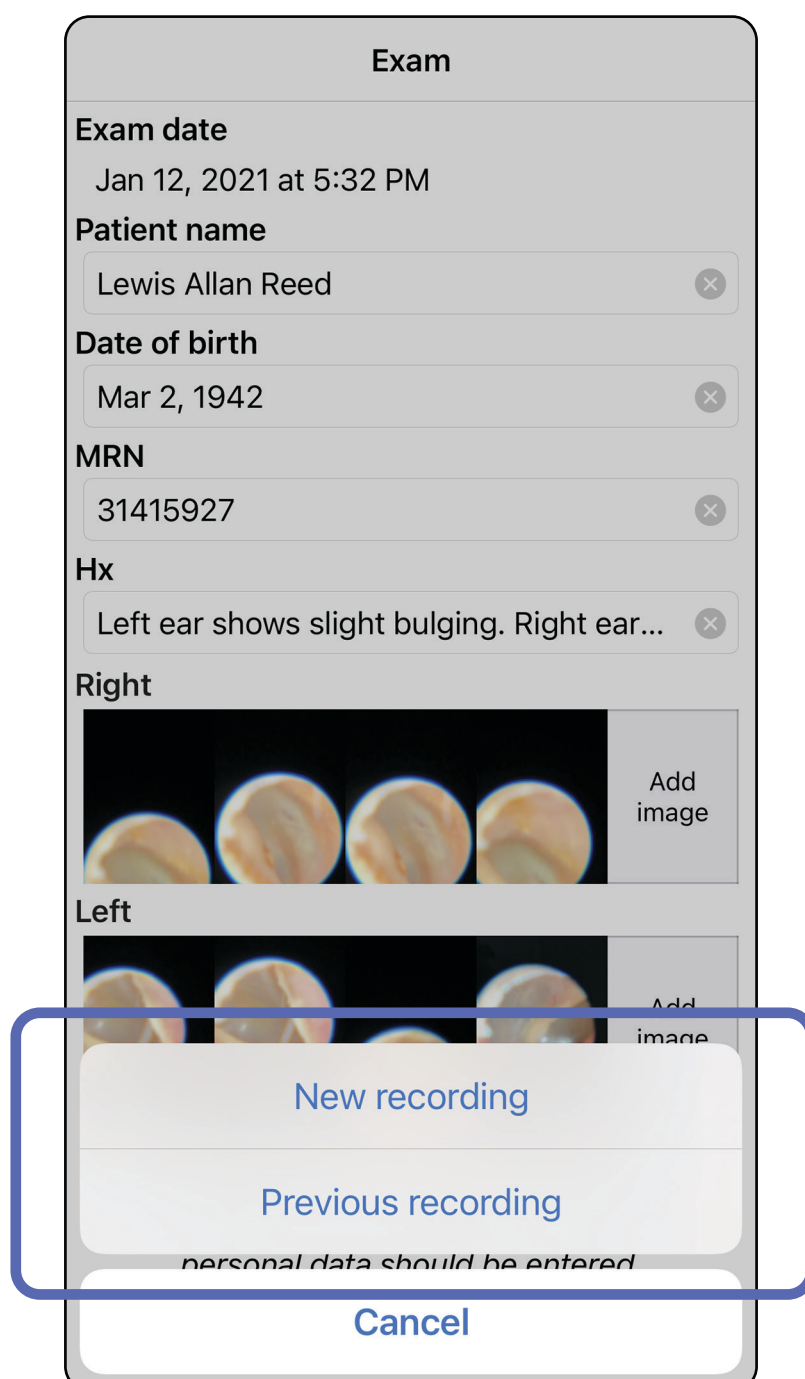 Exam
Exam date
Jan 12, 2021 at 5:32 PM
Patient name
Lewis Allan Reed
Date of birth
Mar 2, 1942
MRN
31415927
Hx
Left ear shows slight bulging. Right ear...
Right
Add
image
Left
Add
image
New recording
Previous recording
personal data should be entered
Cancel